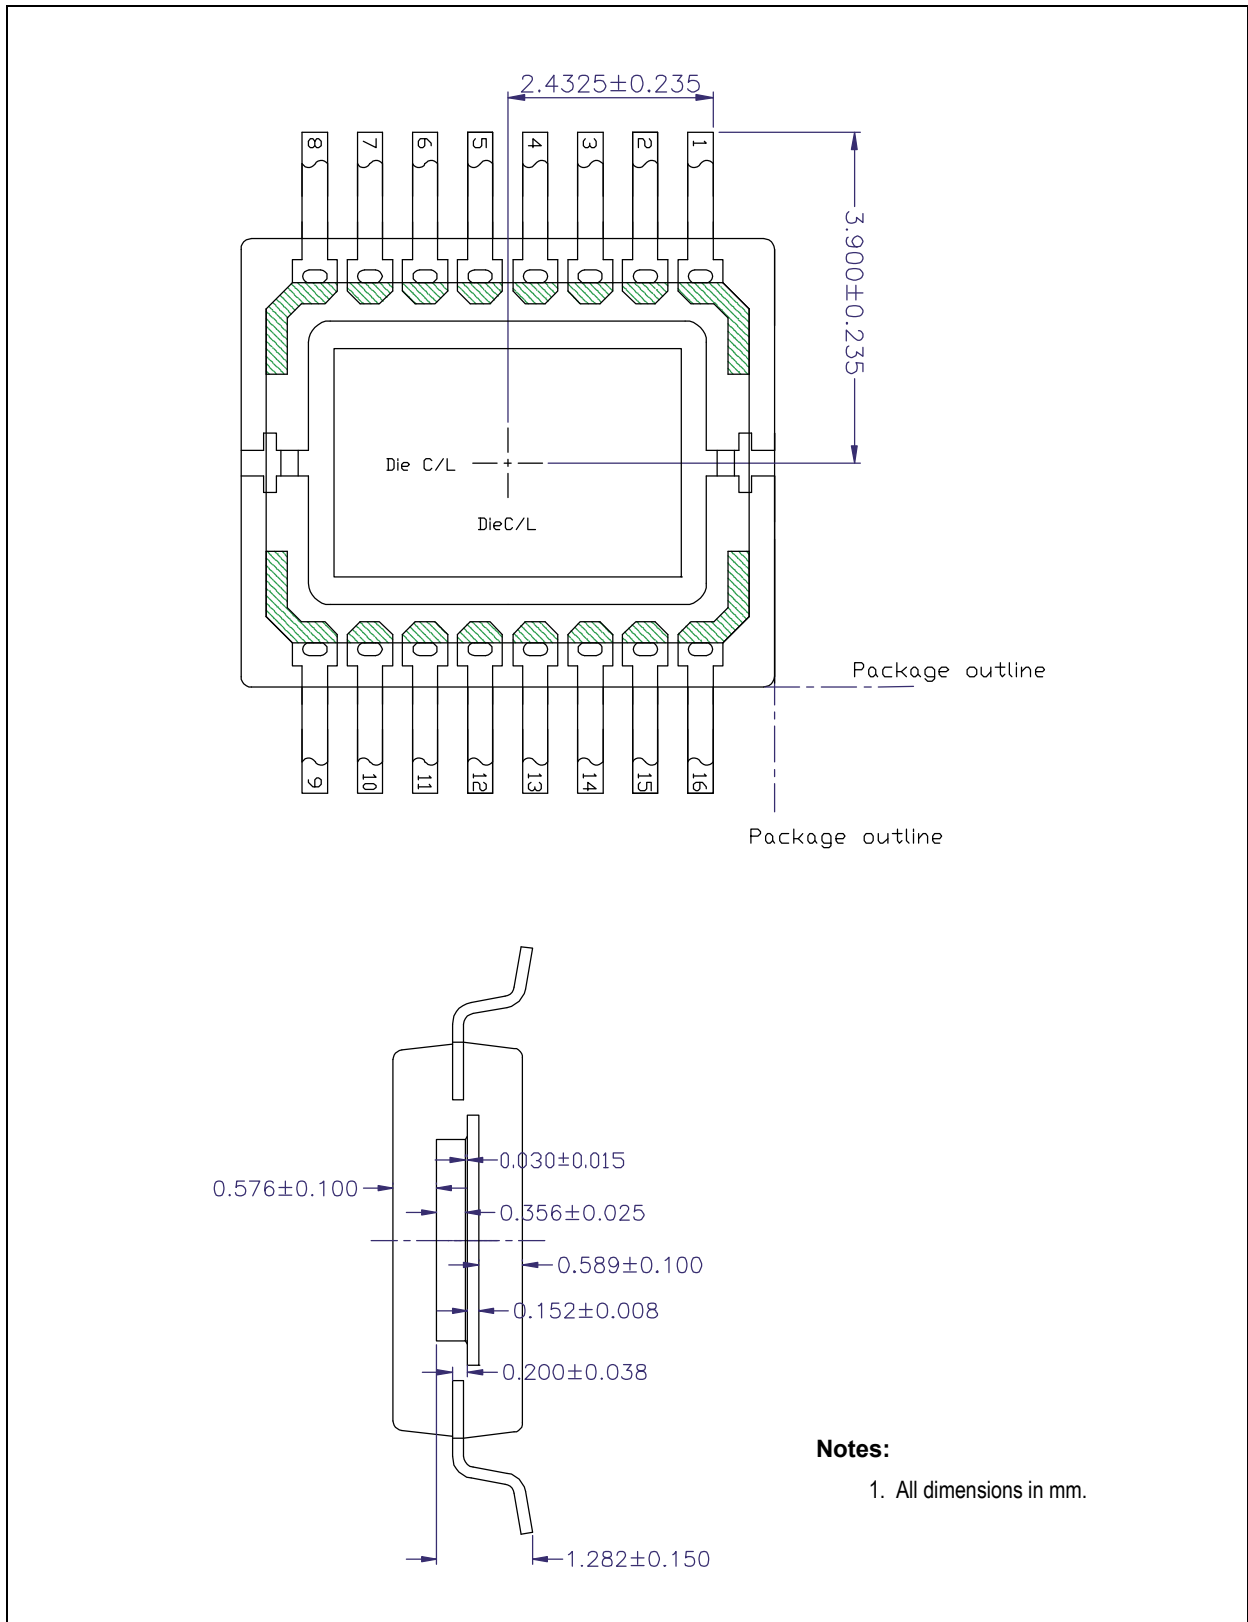 2.4325±0.235
8 7 6 5 4 3 2 1
3.900±0.235
Die C/L
DieC/L
Package outline
9 10 11 12 13 14 15 16
Package outline
0.030±0.015
0.576±0.100
0.356±0.025
0.589±0.100
0.152±0.008
0.200±0.038
Notes:
1. All dimensions in mm.
1.282±0.150